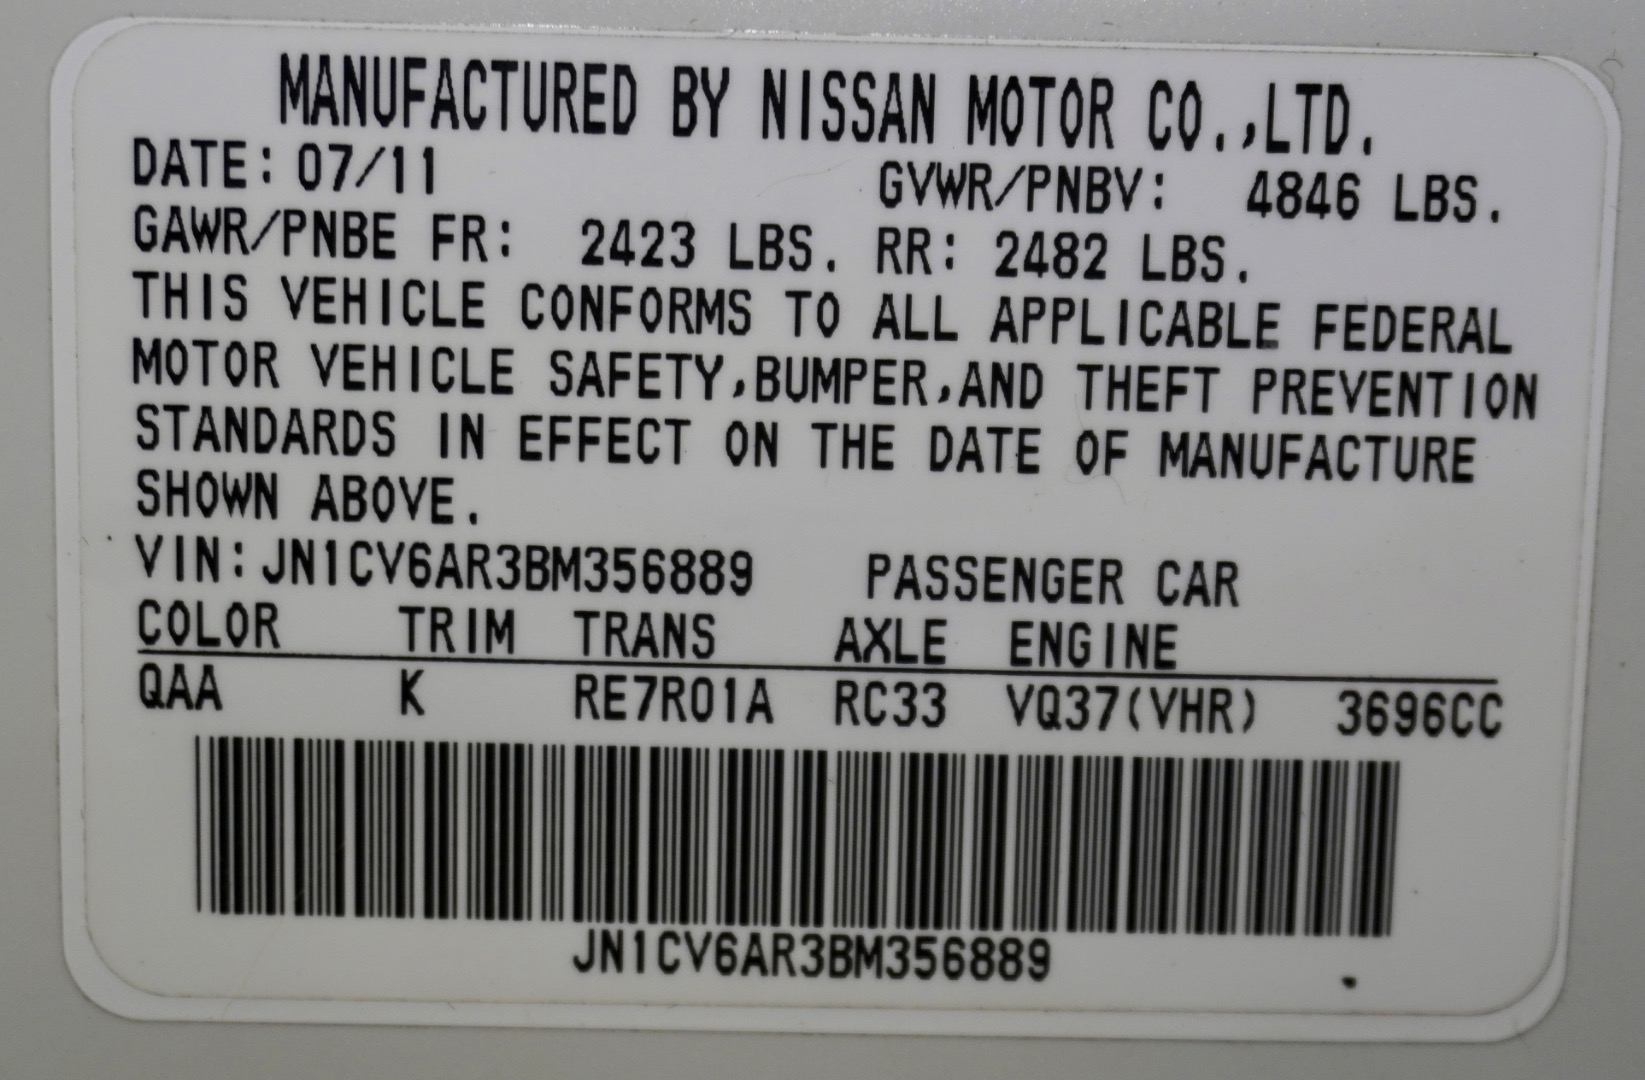 MANUFACTURED BY NISSAN MOTOR CO.,LTD.
DATE: 07/11 GVWR/PNBV: 4846 LBS.
GAWR/PNBE FR: 2423 LBS. RR: 2482 LBS.
THIS VEHICLE CONFORMS TO ALL APPLICABLE FEDERAL
MOTOR VEHICLE SAFETY,BUMPER,AND THEFT PREVENTION
STANDARDS IN EFFECT ON THE DATE OF MANUFACTURE
SHOWN ABOVE.
VIN:JN1CV6AR3BM356889 PASSENGER CAR
COLOR TRIM TRANS AXLE ENGINE
QAA K RE7R01A RC33 VQ37(VHR) 3696CC
JN1CV6AR3BM356889